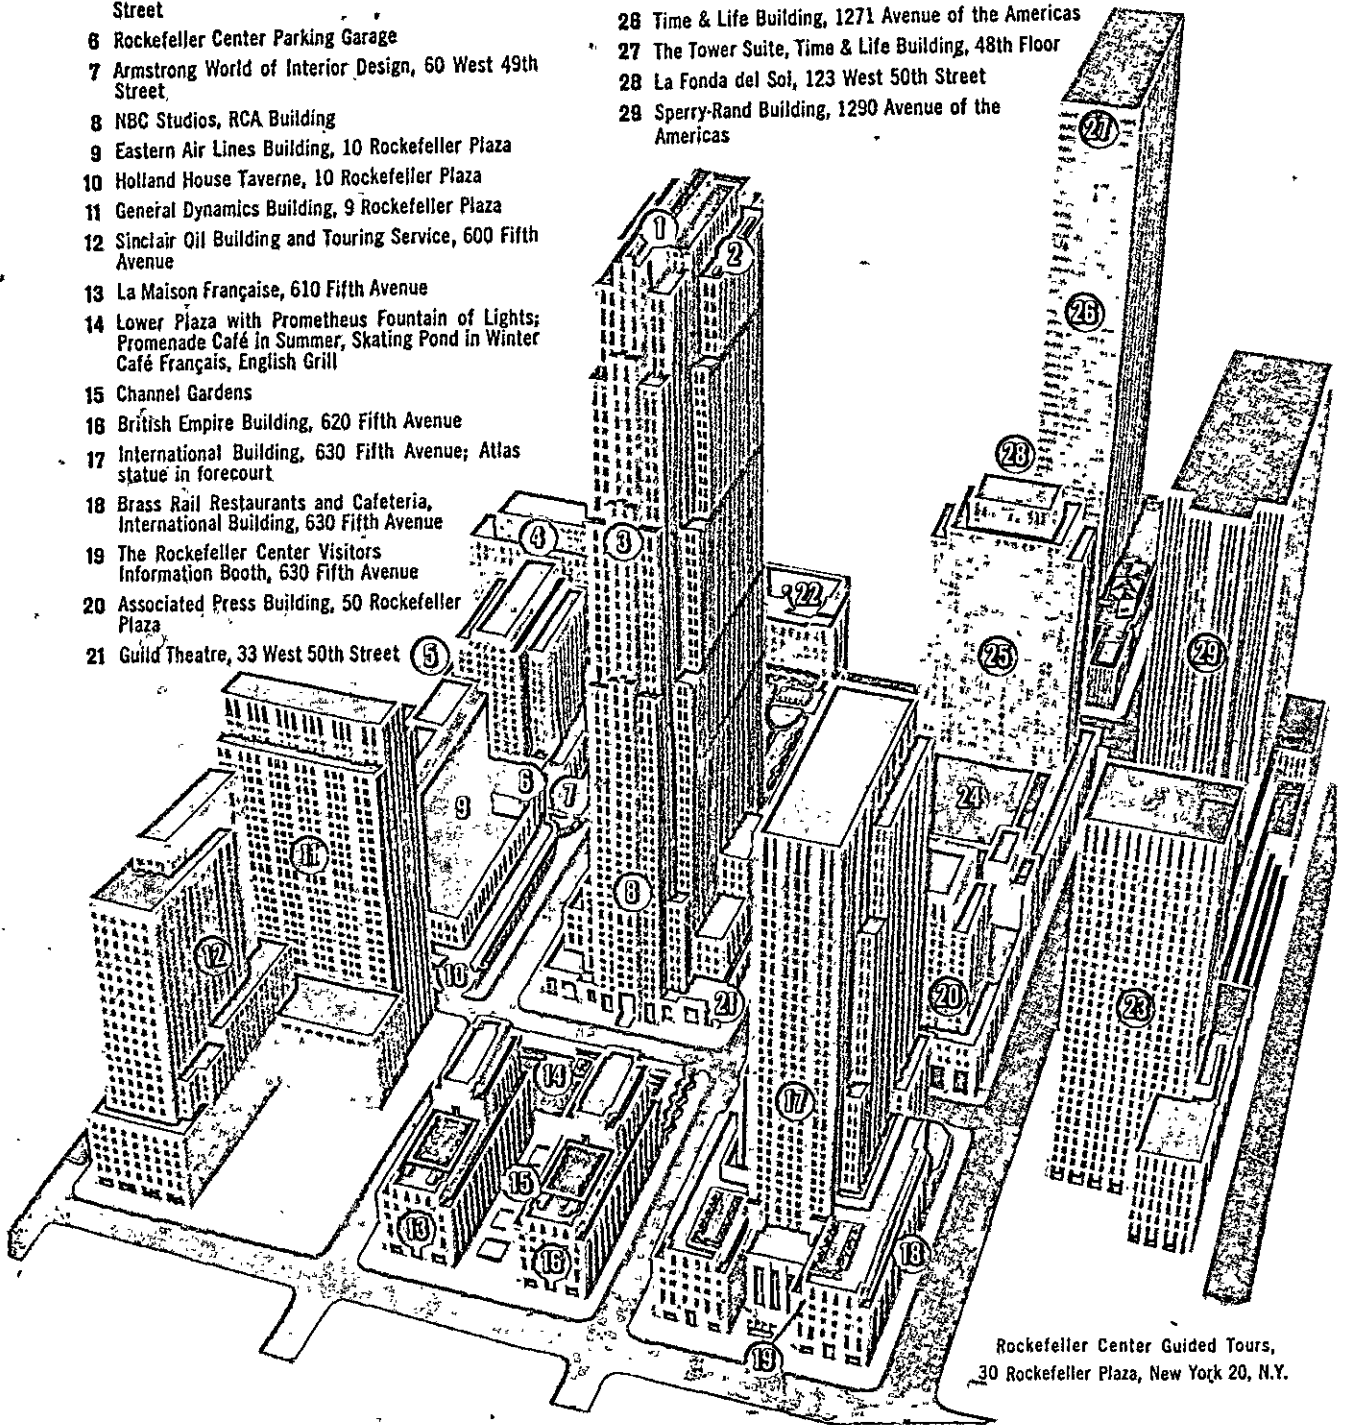 Street
6 Rockefeller Center Parking Garage
7 Armstrong World of Interior Design, 60 West 49th
Street
8 NBC Studios, RCA Building
9 Eastern Air Lines Building, 10 Rockefeller Plaza
10 Holland House Taverne, 10 Rockefeller Plaza
11 General Dynamics Building, 9 Rockefeller Plaza
12 Sinclair Oil Building and Touring Service, 600 Fifth
Avenue
13 La Maison Française, 610 Fifth Avenue
14 Lower Plaza with Prometheus Fountain of Lights;
Promenade Café in Summer, Skating Pond in Winter
Café Français, English Grill
15 Channel Gardens
16 British Empire Building, 620 Fifth Avenue
17 International Building, 630 Fifth Avenue; Atlas
statue in forecourt
18 Brass Rail Restaurants and Cafeteria,
International Building, 630 Fifth Avenue
19 The Rockefeller Center Visitors
Information Booth, 630 Fifth Avenue
20 Associated Press Building, 50 Rockefeller
Plaza
21 Guild Theatre, 33 West 50th Street
26 Time & Life Building, 1271 Avenue of the Americas
27 The Tower Suite, Time & Life Building, 48th Floor
28 La Fonda del Sol, 123 West 50th Street
29 Sperry-Rand Building, 1290 Avenue of the
Americas
27
1
2
26
28
4
3
22
5
25
29
6
7
9
24
11
8
12
10
20
21
23
14
17
15
13
16
18
19
Rockefeller Center Guided Tours,
30 Rockefeller Plaza, New York 20, N.Y.